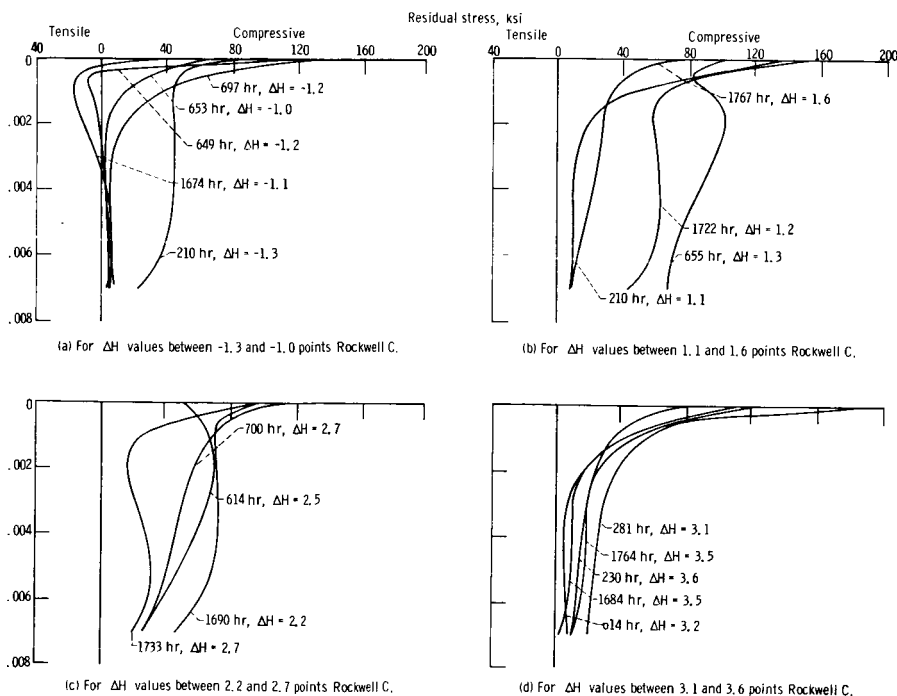 Residual stress, ksi
Tensile Compressive Tensile Compressive
40 0 40 80 120 160 200 40 0 40 80 120 160 200
0
.002
.004
.006
.008
697 hr, ΔH = -1.2
653 hr, ΔH = -1.0
649 hr, ΔH = -1.2
1674 hr, ΔH = -1.1
210 hr, ΔH = -1.3
(a) For ΔH values between -1.3 and -1.0 points Rockwell C.
1767 hr, ΔH = 1.6
1722 hr, ΔH = 1.2
655 hr, ΔH = 1.3
210 hr, ΔH = 1.1
(b) For ΔH values between 1.1 and 1.6 points Rockwell C.
0
.002
.004
.006
.008
700 hr, ΔH = 2.7
614 hr, ΔH = 2.5
1690 hr, ΔH = 2.2
1733 hr, ΔH = 2.7
(c) For ΔH values between 2.2 and 2.7 points Rockwell C.
0 40 80 120 160 200
281 hr, ΔH = 3.1
1764 hr, ΔH = 3.5
230 hr, ΔH = 3.6
1684 hr, ΔH = 3.5
614 hr, ΔH = 3.2
(d) For ΔH values between 3.1 and 3.6 points Rockwell C.